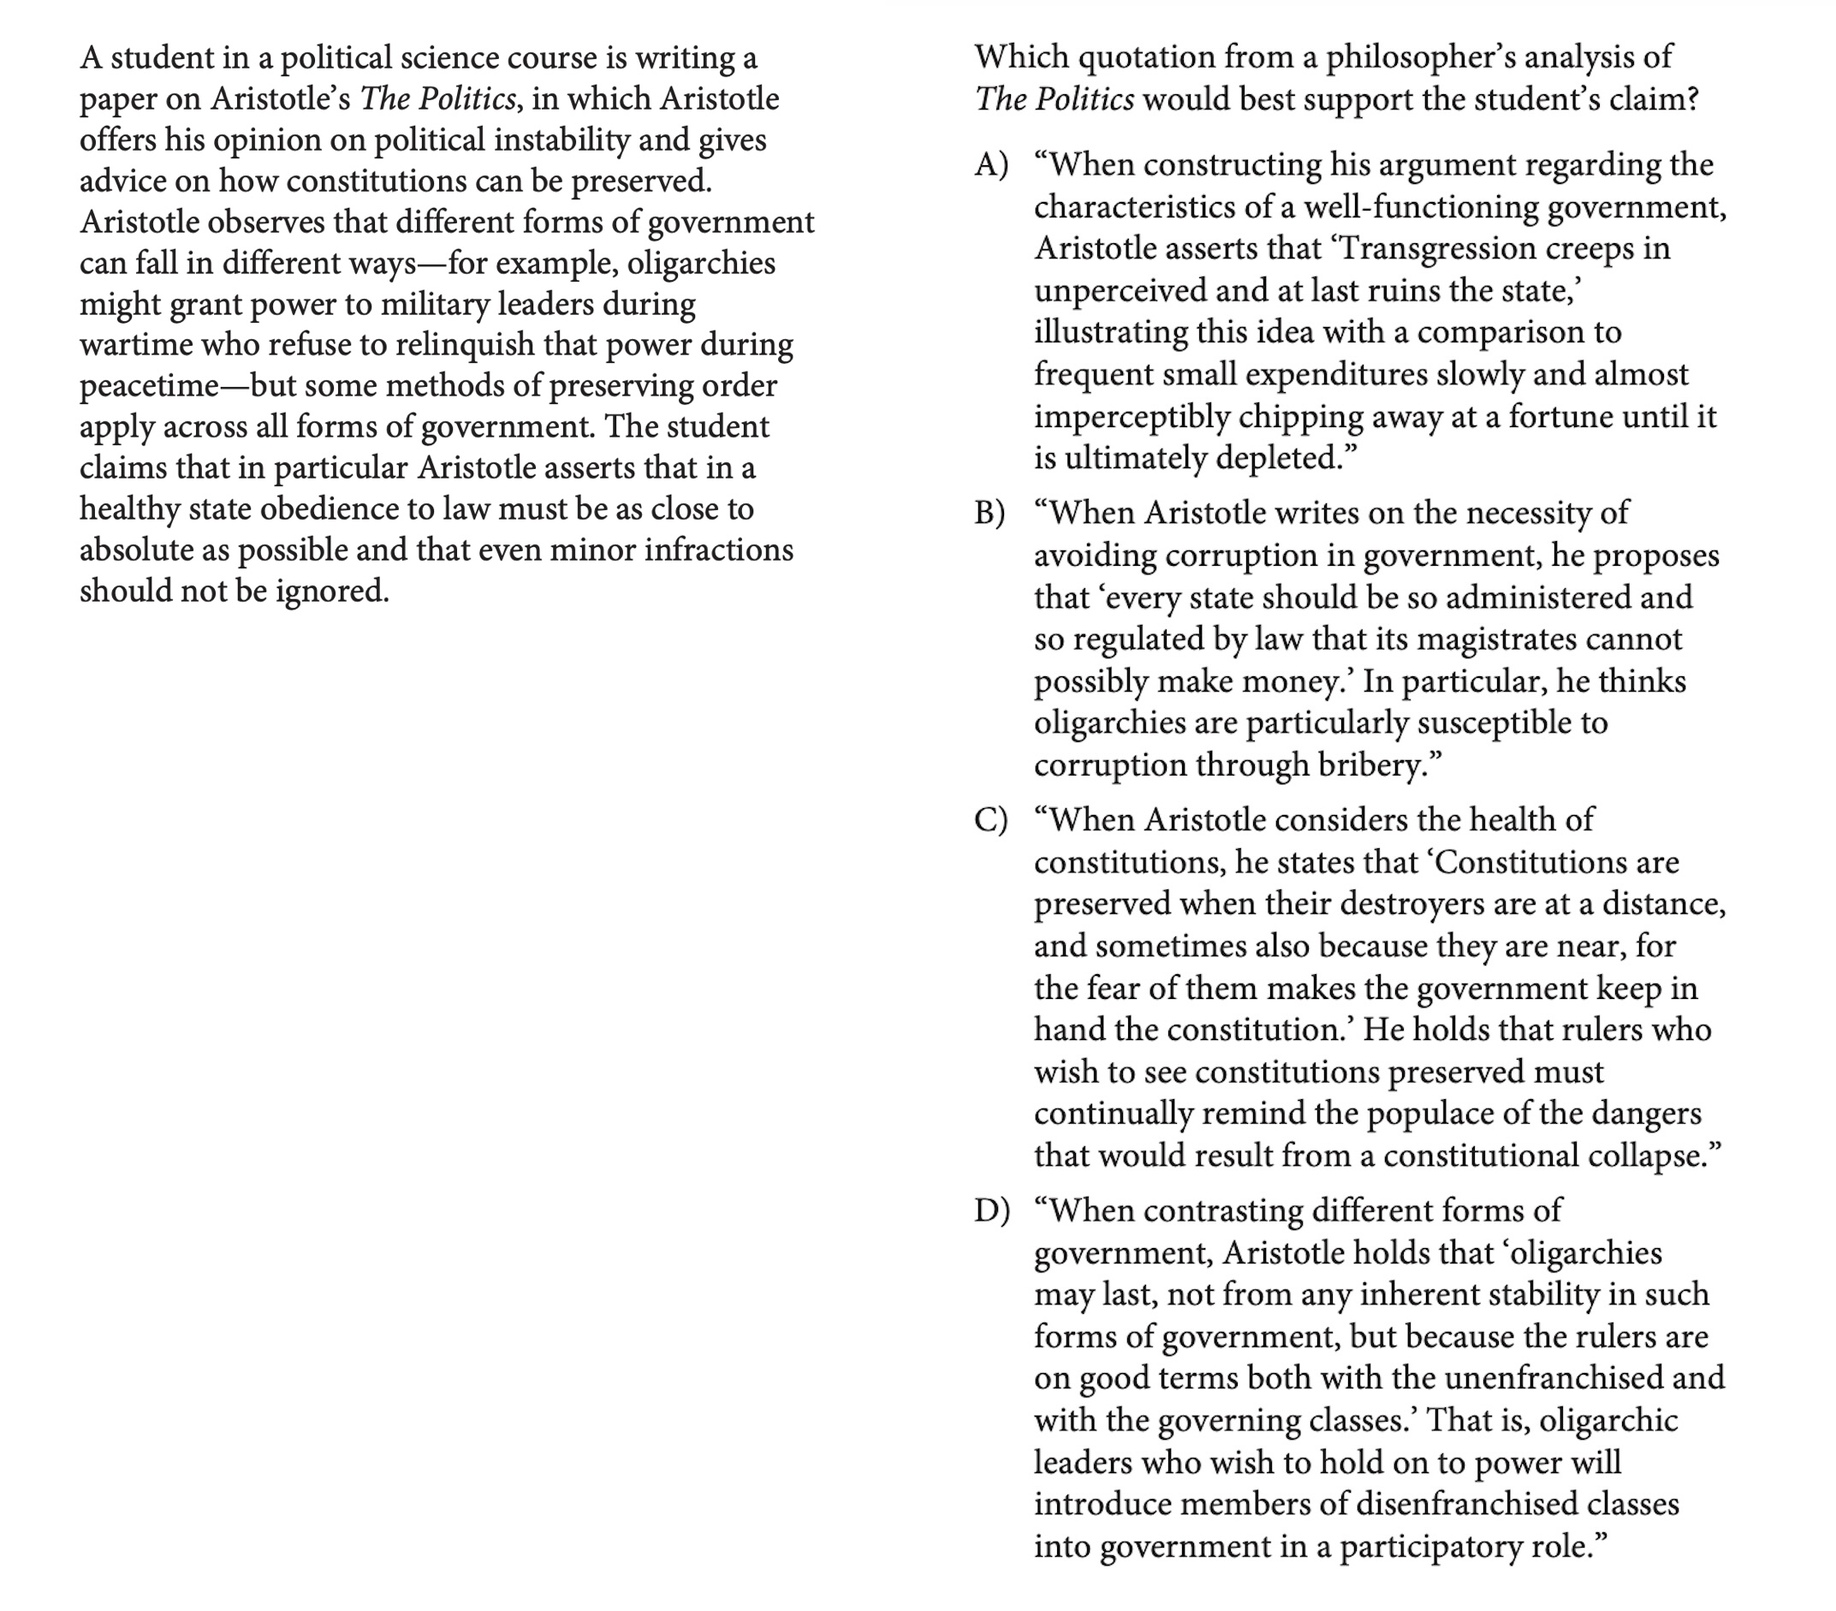 A student in a political science course is writing a
paper on Aristotle’s The Politics, in which Aristotle
offers his opinion on political instability and gives
advice on how constitutions can be preserved.
Aristotle observes that different forms of government
can fall in different ways—for example, oligarchies
might grant power to military leaders during
wartime who refuse to relinquish that power during
peacetime—but some methods of preserving order
apply across all forms of government. The student
claims that in particular Aristotle asserts that in a
healthy state obedience to law must be as close to
absolute as possible and that even minor infractions
should not be ignored.
Which quotation from a philosopher’s analysis of
The Politics would best support the student’s claim?
A) “When constructing his argument regarding the
characteristics of a well-functioning government,
Aristotle asserts that ‘Transgression creeps in
unperceived and at last ruins the state,’
illustrating this idea with a comparison to
frequent small expenditures slowly and almost
imperceptibly chipping away at a fortune until it
is ultimately depleted.”
B) “When Aristotle writes on the necessity of
avoiding corruption in government, he proposes
that ‘every state should be so administered and
so regulated by law that its magistrates cannot
possibly make money.’ In particular, he thinks
oligarchies are particularly susceptible to
corruption through bribery.”
C) “When Aristotle considers the health of
constitutions, he states that ‘Constitutions are
preserved when their destroyers are at a distance,
and sometimes also because they are near, for
the fear of them makes the government keep in
hand the constitution.’ He holds that rulers who
wish to see constitutions preserved must
continually remind the populace of the dangers
that would result from a constitutional collapse.”
D) “When contrasting different forms of
government, Aristotle holds that ‘oligarchies
may last, not from any inherent stability in such
forms of government, but because the rulers are
on good terms both with the unenfranchised and
with the governing classes.’ That is, oligarchic
leaders who wish to hold on to power will
introduce members of disenfranchised classes
into government in a participatory role.”